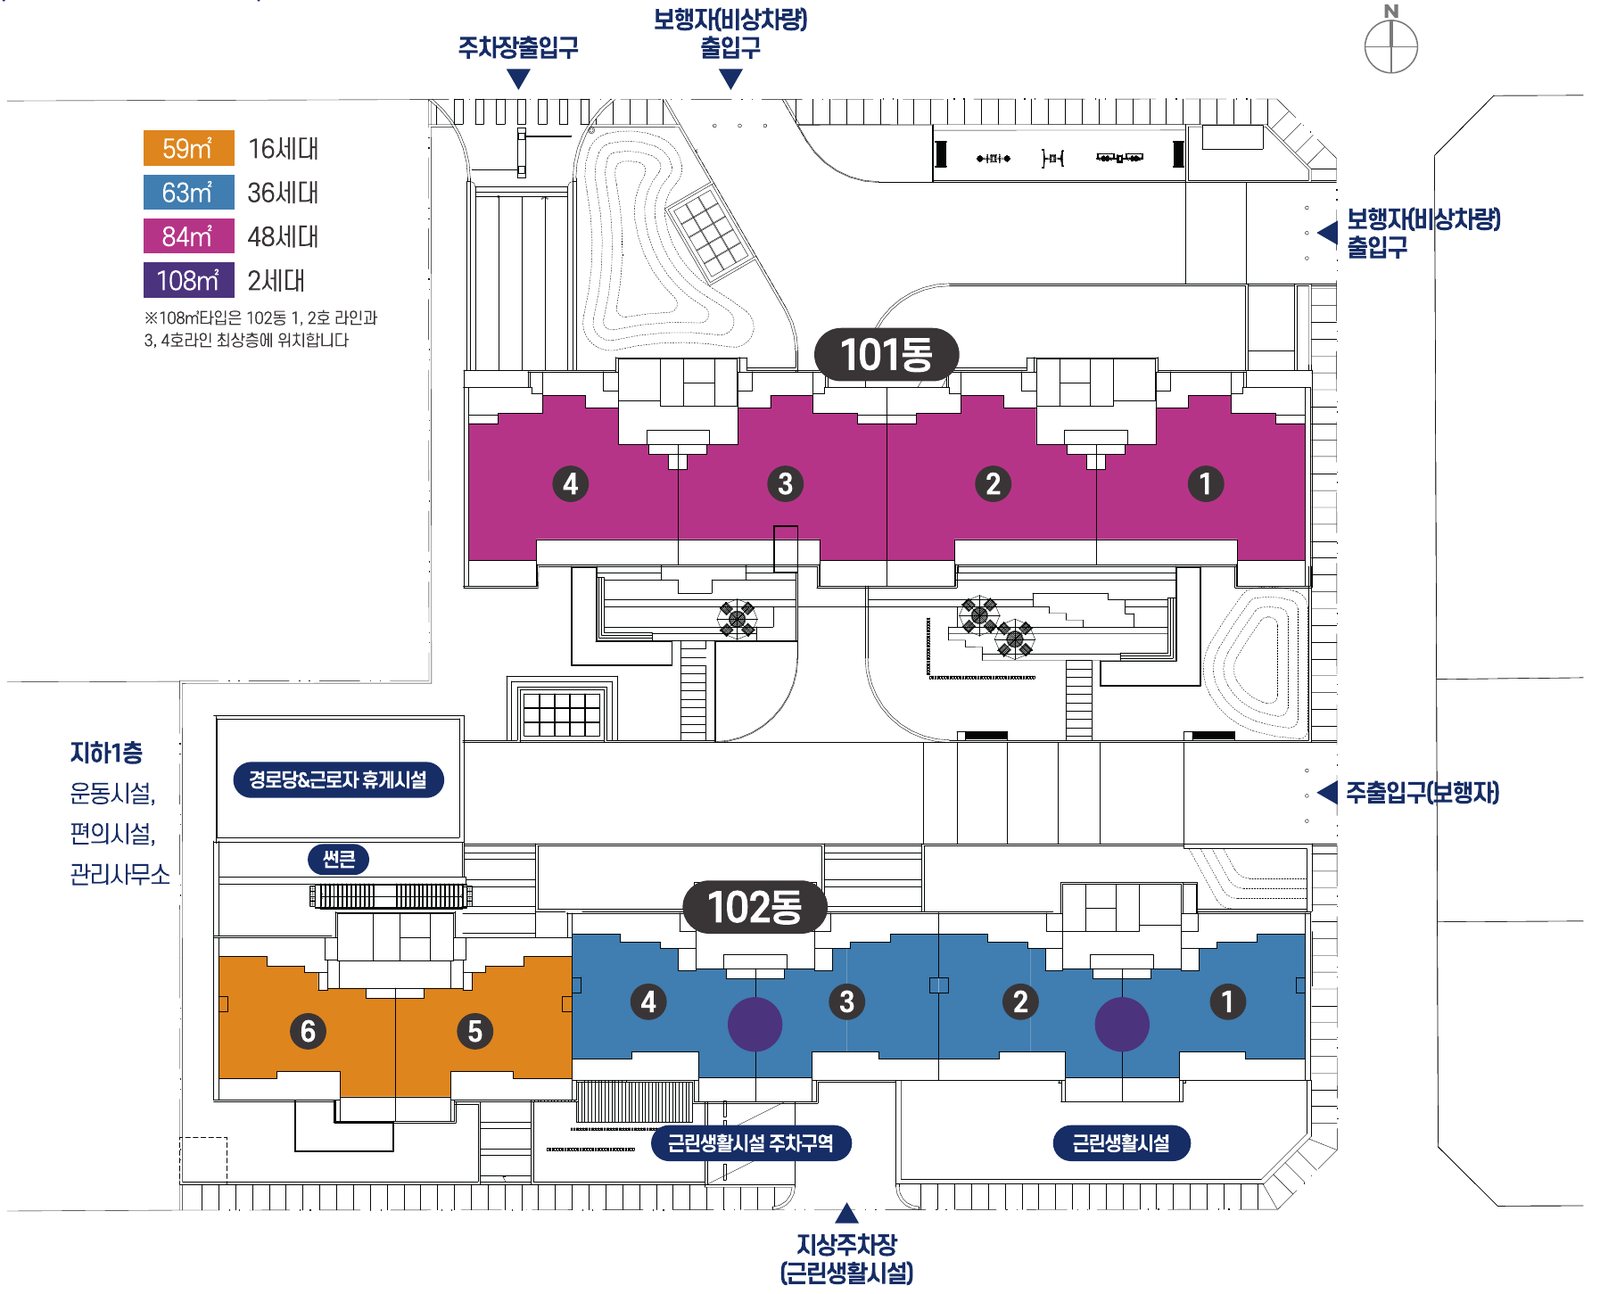 보행자(비상차량)
출입구
주차장출입구
N
59㎡ 16세대
63㎡ 36세대
84㎡ 48세대
108㎡ 2세대
※108㎡타입은 102동 1, 2호 라인과
3, 4호라인 최상층에 위치합니다
보행자(비상차량)
출입구
101동
4
3
2
1
지하1층
운동시설,
편의시설,
관리사무소
경로당&근로자 휴게시설
주출입구(보행자)
썬큰
102동
4
3
2
1
6
5
근린생활시설 주차구역
근린생활시설
지상주차장
(근린생활시설)